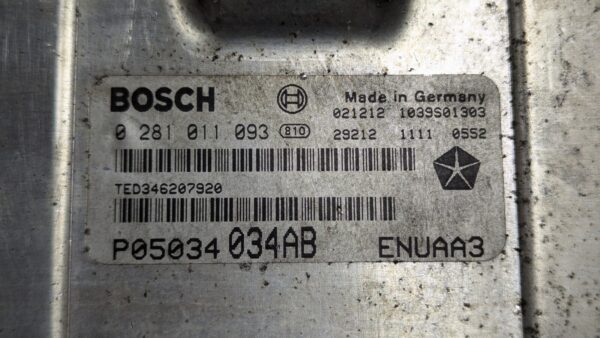 BOSCH Made in Germany
021212 1039S01303
0 281 011 093 810 29212 1111 0552
TED346207920
P05034 034AB ENUAA3